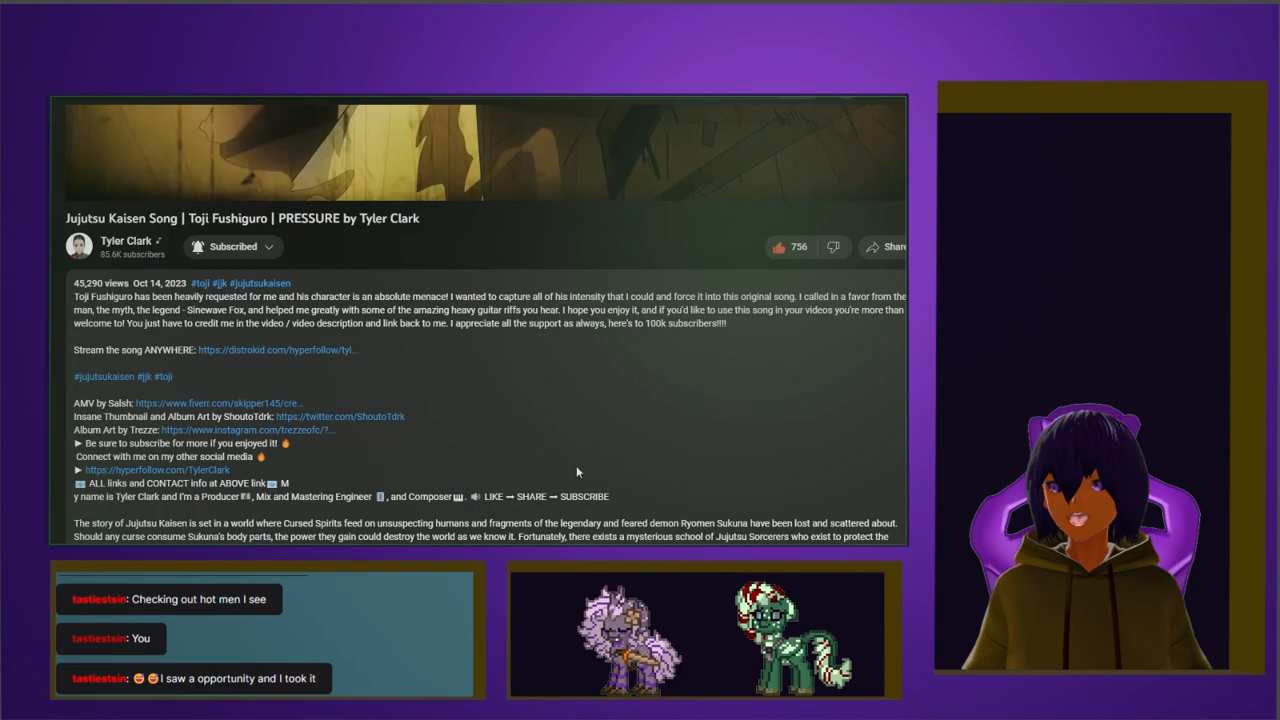 Jujutsu Kaisen Song | Toji Fushiguro | PRESSURE by Tyler Clark
Tyler Clark
85.6K subscribers
Subscribed
756
Share
45,290 views Oct 14, 2023 #toji #jjk #jujutsukaisen
Toji Fushiguro has been heavily requested for me and his character is an absolute menace! I wanted to capture all of his intensity that I could and force it into this original song. I called in a favor from the
man, the myth, the legend - Sinewave Fox, and helped me greatly with some of the amazing heavy guitar riffs you hear. I hope you enjoy it, and if you'd like to use this song in your videos you're more than
welcome to! You just have to credit me in the video / video description and link back to me. I appreciate all the support as always, here's to 100k subscribers!!!!
Stream the song ANYWHERE: https://distrokid.com/hyperfollow/tyl...
#jujutsukaisen #jjk #toji
AMV by Salsh: https://www.fiverr.com/skipper145/cre...
Insane Thumbnail and Album Art by ShoutoTdrk: https://twitter.com/ShoutoTdrk
Album Art by Trezze: https://www.instagram.com/trezzeofc/?...
► Be sure to subscribe for more if you enjoyed it! 🔥
Connect with me on my other social media 🔥
► https://hyperfollow.com/TylerClark
📧 ALL links and CONTACT info at ABOVE link📧 M
y name is Tyler Clark and I'm a Producer🎛, Mix and Mastering Engineer 🎚, and Composer🎹. 🔊 LIKE ➞ SHARE ➞ SUBSCRIBE
The story of Jujutsu Kaisen is set in a world where Cursed Spirits feed on unsuspecting humans and fragments of the legendary and feared demon Ryomen Sukuna have been lost and scattered about.
Should any curse consume Sukuna's body parts, the power they gain could destroy the world as we know it. Fortunately, there exists a mysterious school of Jujutsu Sorcerers who exist to protect the
tastiestsin: Checking out hot men I see
tastiestsin: You
tastiestsin: 😅😅I saw a opportunity and I took it